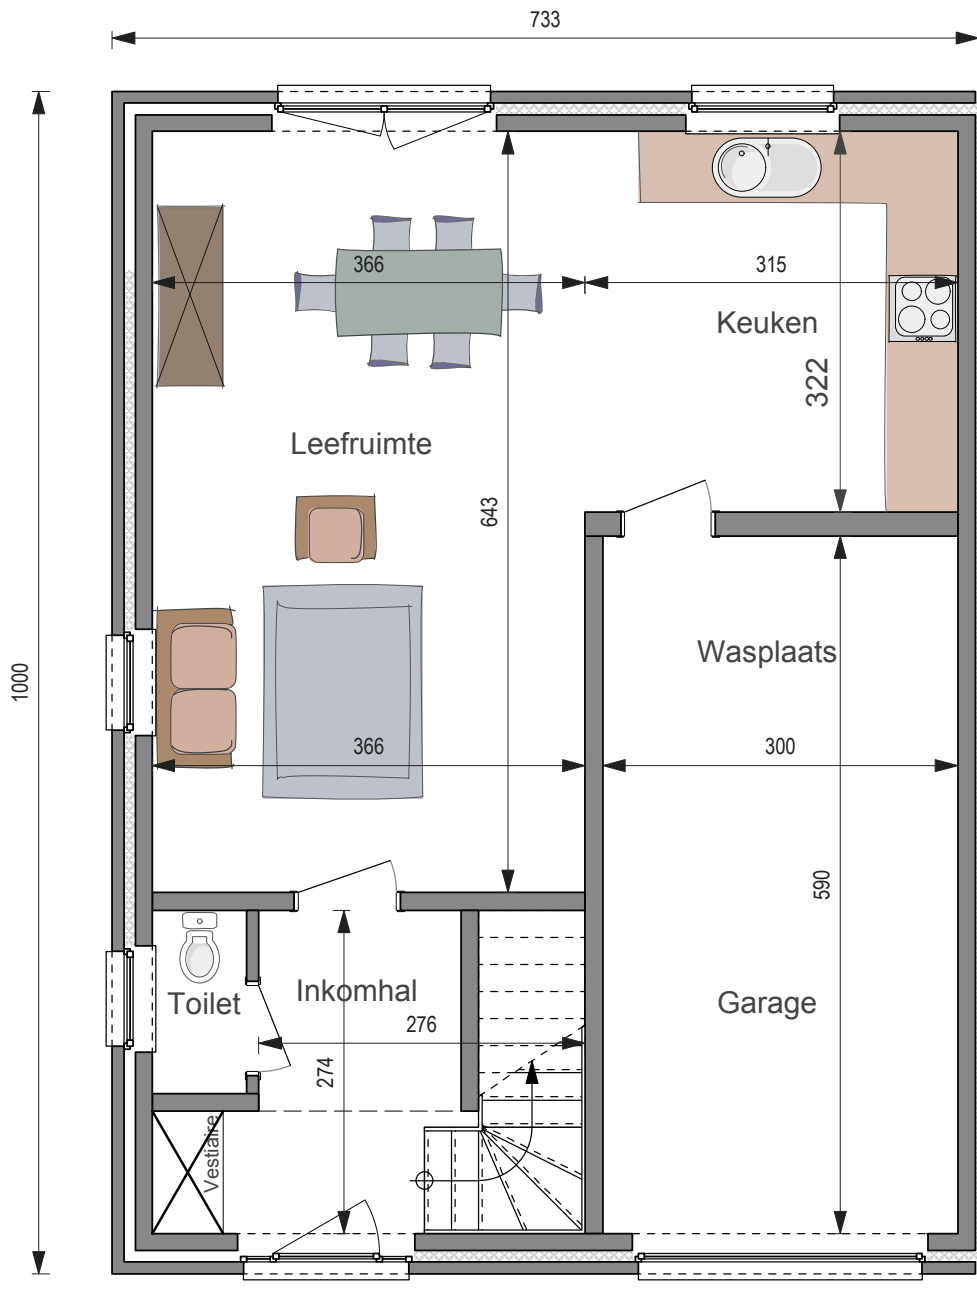 733
366
315
Keuken
322
Leefruimte
643
1000
Wasplaats
366
300
590
Toilet
Inkomhal
Garage
276
274
Vestiaire